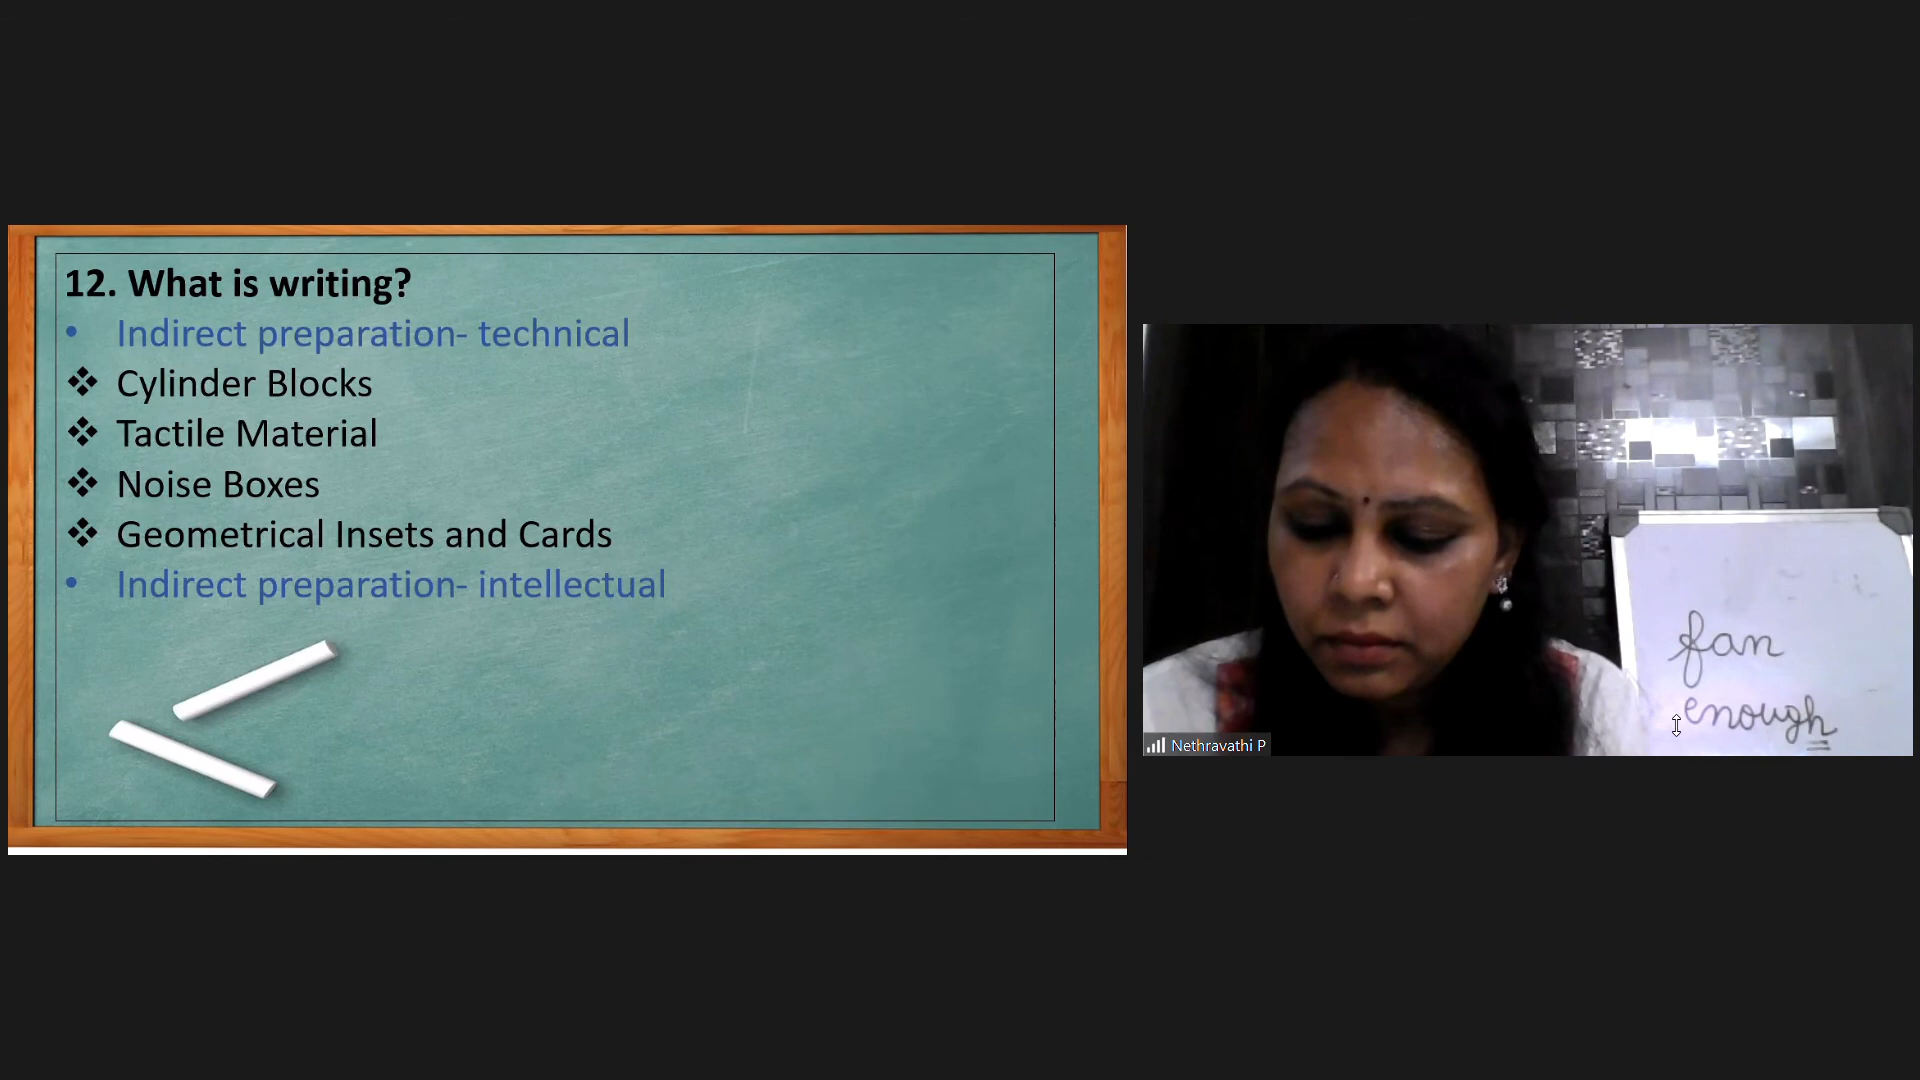 12. What is writing?
• Indirect preparation- technical
❖ Cylinder Blocks
❖ Tactile Material
❖ Noise Boxes
❖ Geometrical Insets and Cards
• Indirect preparation- intellectual
Nethravathi P
fan
enough